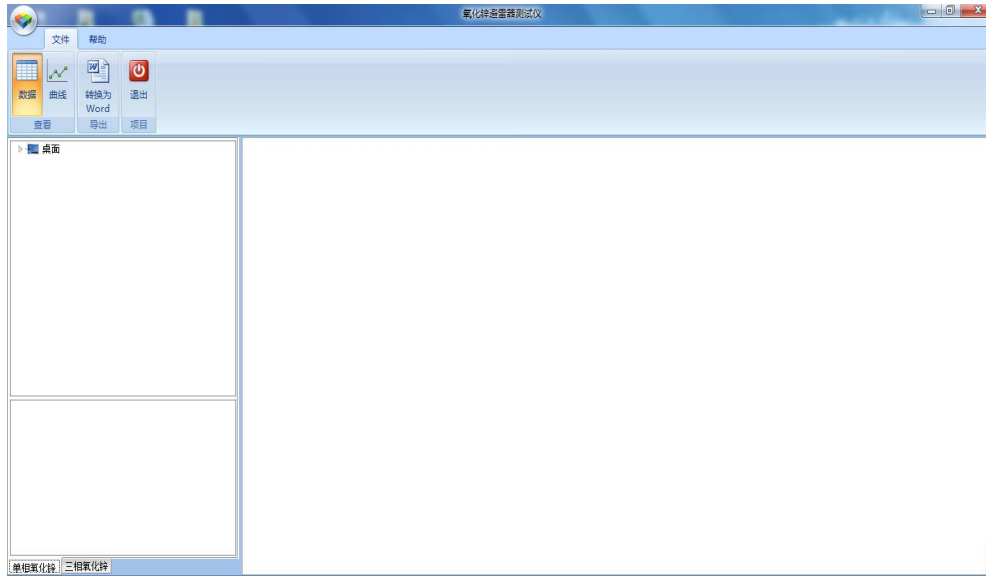 氧化锌避雷器测试仪
文件 帮助
数据 曲线 转换为 Word 退出
查看 导出 项目
桌面
单相氧化锌 三相氧化锌